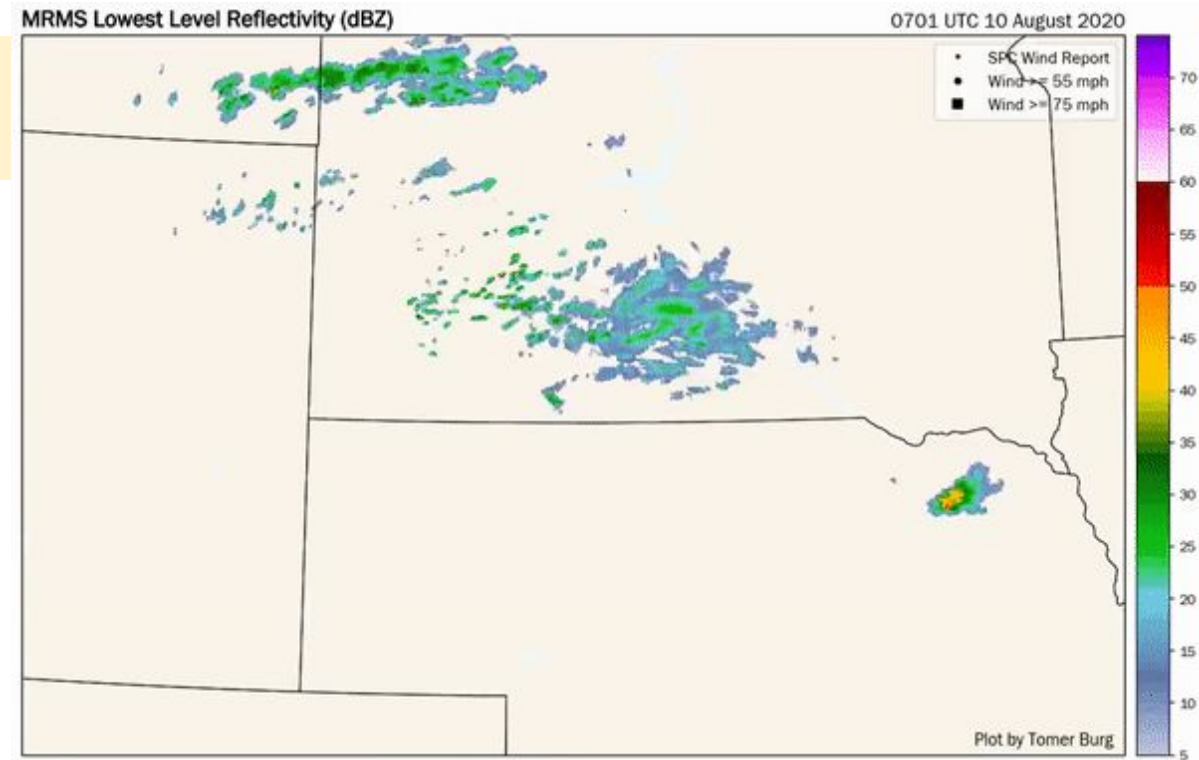 MRMS Lowest Level Reflectivity (dBZ)
0701 UTC 10 August 2020
SPC Wind Report
Wind >= 55 mph
Wind >= 75 mph
70
65
60
55
50
45
40
35
30
25
20
15
10
5
Plot by Tomer Burg